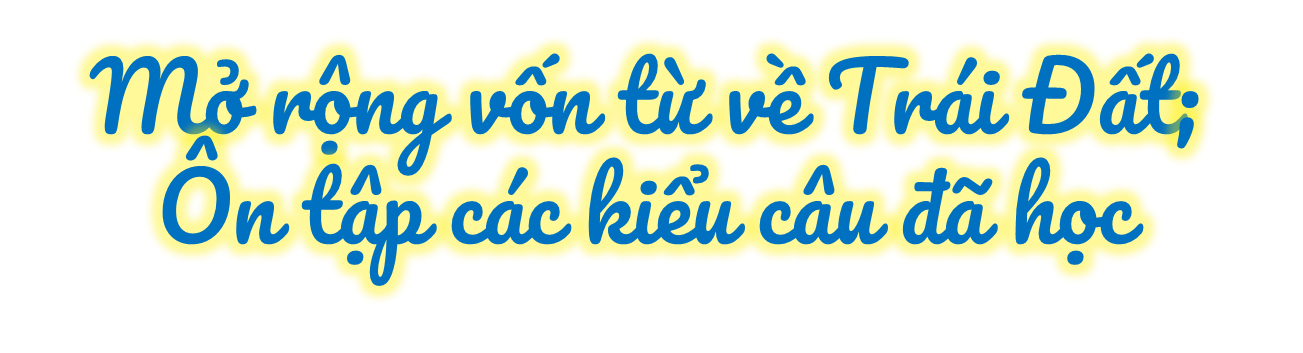 Mở rộng vốn từ về Trái Đất;
Ôn tập các kiểu câu đã học